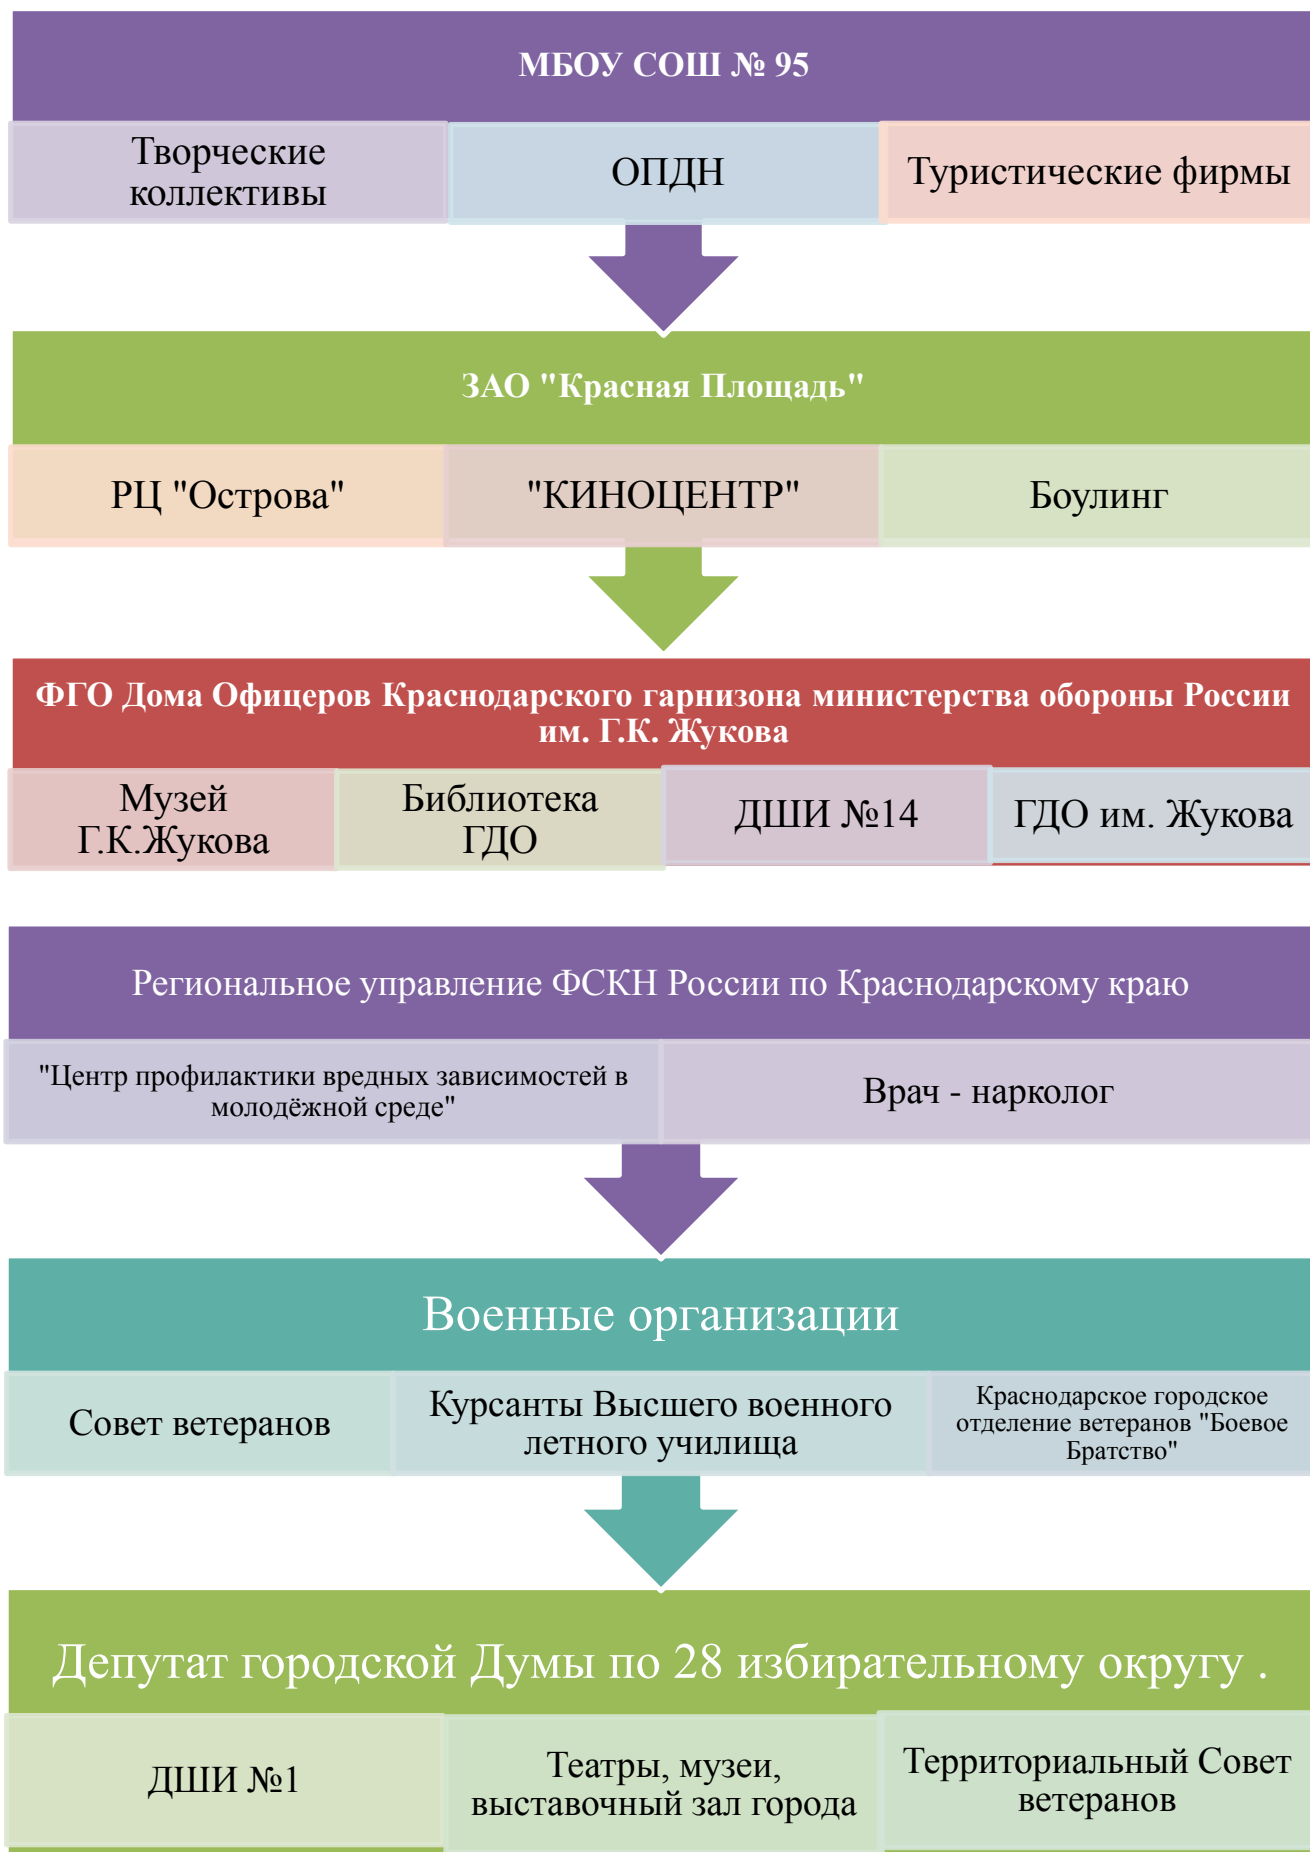 МБОУ СОШ № 95
Творческие
коллективы
ОПДН
Туристические фирмы
ЗАО "Красная Площадь"
РЦ "Острова"
"КИНОЦЕНТР"
Боулинг
ФГО Дома Офицеров Краснодарского гарнизона министерства обороны России
им. Г.К. Жукова
Музей
Г.К.Жукова
Библиотека
ГДО
ДШИ №14
ГДО им. Жукова
Региональное управление ФСКН России по Краснодарскому краю
"Центр профилактики вредных зависимостей в
молодёжной среде"
Врач - нарколог
Военные организации
Совет ветеранов
Курсанты Высшего военного
летного училища
Краснодарское городское
отделение ветеранов "Боевое
Братство"
Депутат городской Думы по 28 избирательному округу .
ДШИ №1
Театры, музеи,
выставочный зал города
Территориальный Совет
ветеранов